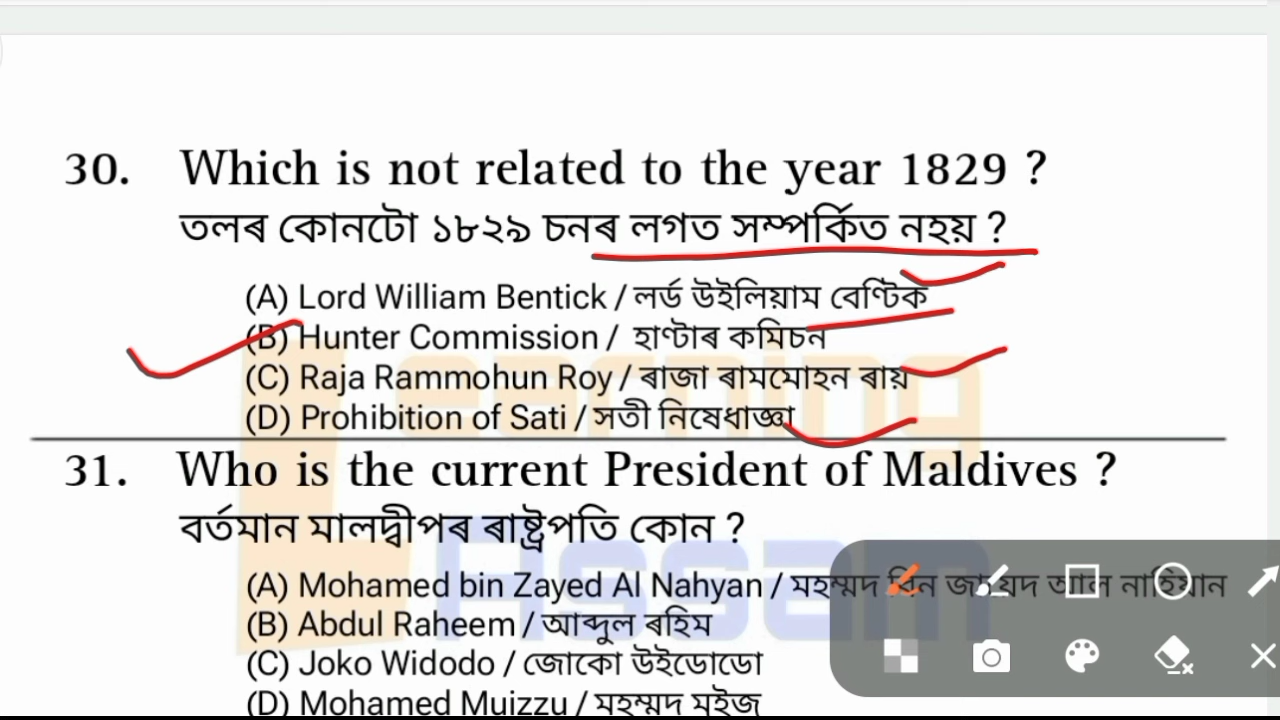 30. Which is not related to the year 1829 ?
তলৰ কোনটো ১৮২৯ চনৰ লগত সম্পৰ্কিত নহয় ?
(A) Lord William Bentick / লৰ্ড উইলিয়াম বেণ্টিক
(B) Hunter Commission / হাণ্টাৰ কমিচন
(C) Raja Rammohun Roy / ৰাজা ৰামমোহন ৰায়
(D) Prohibition of Sati / সতী নিষেধাজ্ঞা
31. Who is the current President of Maldives ?
বৰ্তমান মালদ্বীপৰ ৰাষ্ট্ৰপতি কোন ?
(A) Mohamed bin Zayed Al Nahyan / মহম্মদ বিন জায়েদ আল নাহিয়ান
(B) Abdul Raheem / আব্দুল ৰহিম
(C) Joko Widodo / জোকো উইডোডো
(D) Mohamed Muizzu / মহম্মদ মুইজু
Learning
Assam